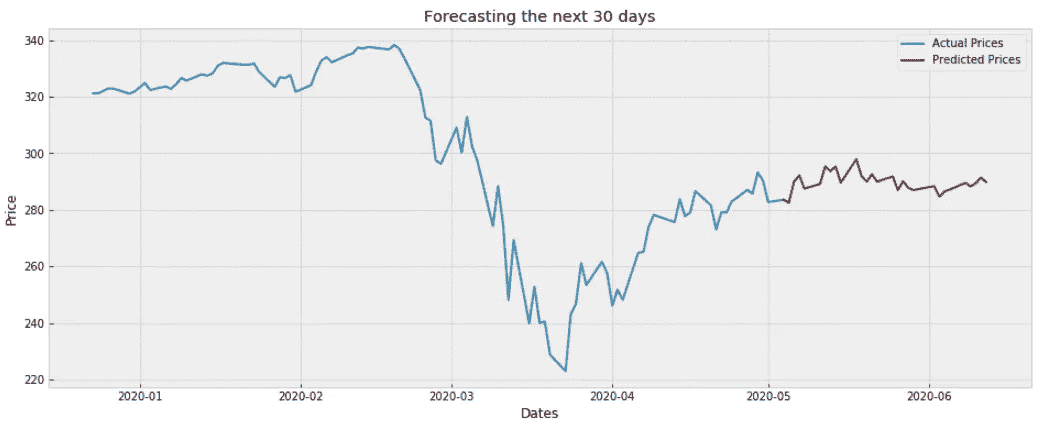 Forecasting the next 30 days
Actual Prices
Predicted Prices
340
320
300
280
260
240
220
Price
2020-01 2020-02 2020-03 2020-04 2020-05 2020-06
Dates